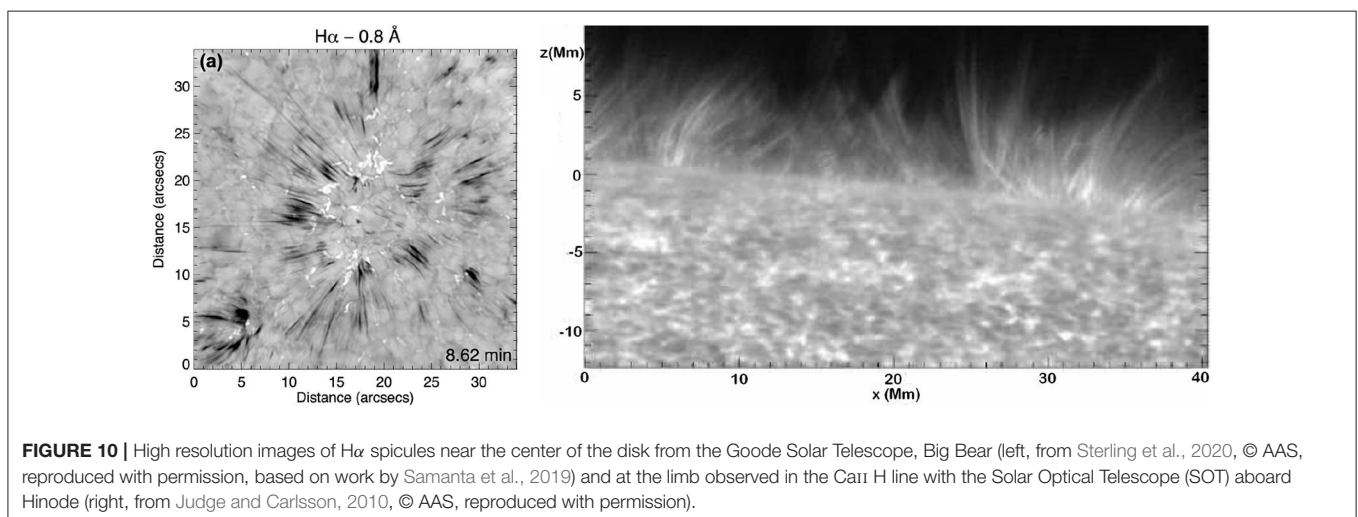 Hα − 0.8 Å
(a)
Distance (arcsecs)
30
25
20
15
10
5
0
8.62 min
0 5 10 15 20 25 30
Distance (arcsecs)
z(Mm)
5
0
-5
-10
0 10 20 30 40
x (Mm)
FIGURE 10 | High resolution images of Hα spicules near the center of the disk from the Goode Solar Telescope, Big Bear (left, from Sterling et al., 2020, © AAS,
reproduced with permission, based on work by Samanta et al., 2019) and at the limb observed in the CaII H line with the Solar Optical Telescope (SOT) aboard
Hinode (right, from Judge and Carlsson, 2010, © AAS, reproduced with permission).